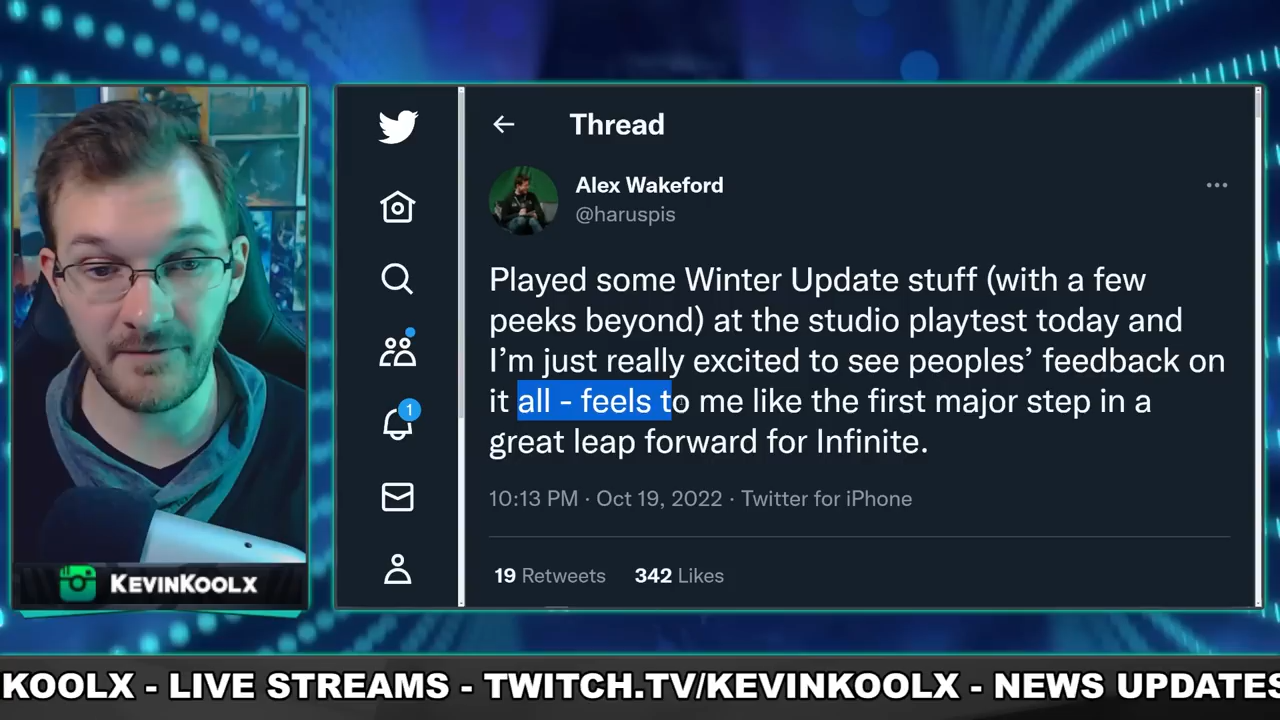 Thread
Alex Wakeford
@haruspis
Played some Winter Update stuff (with a few
peeks beyond) at the studio playtest today and
I’m just really excited to see peoples’ feedback on
it all - feels to me like the first major step in a
great leap forward for Infinite.
10:13 PM · Oct 19, 2022 · Twitter for iPhone
19 Retweets 342 Likes
1
KEVINKOOLX
KOOLX - LIVE STREAMS - TWITCH.TV/KEVINKOOLX - NEWS UPDATES